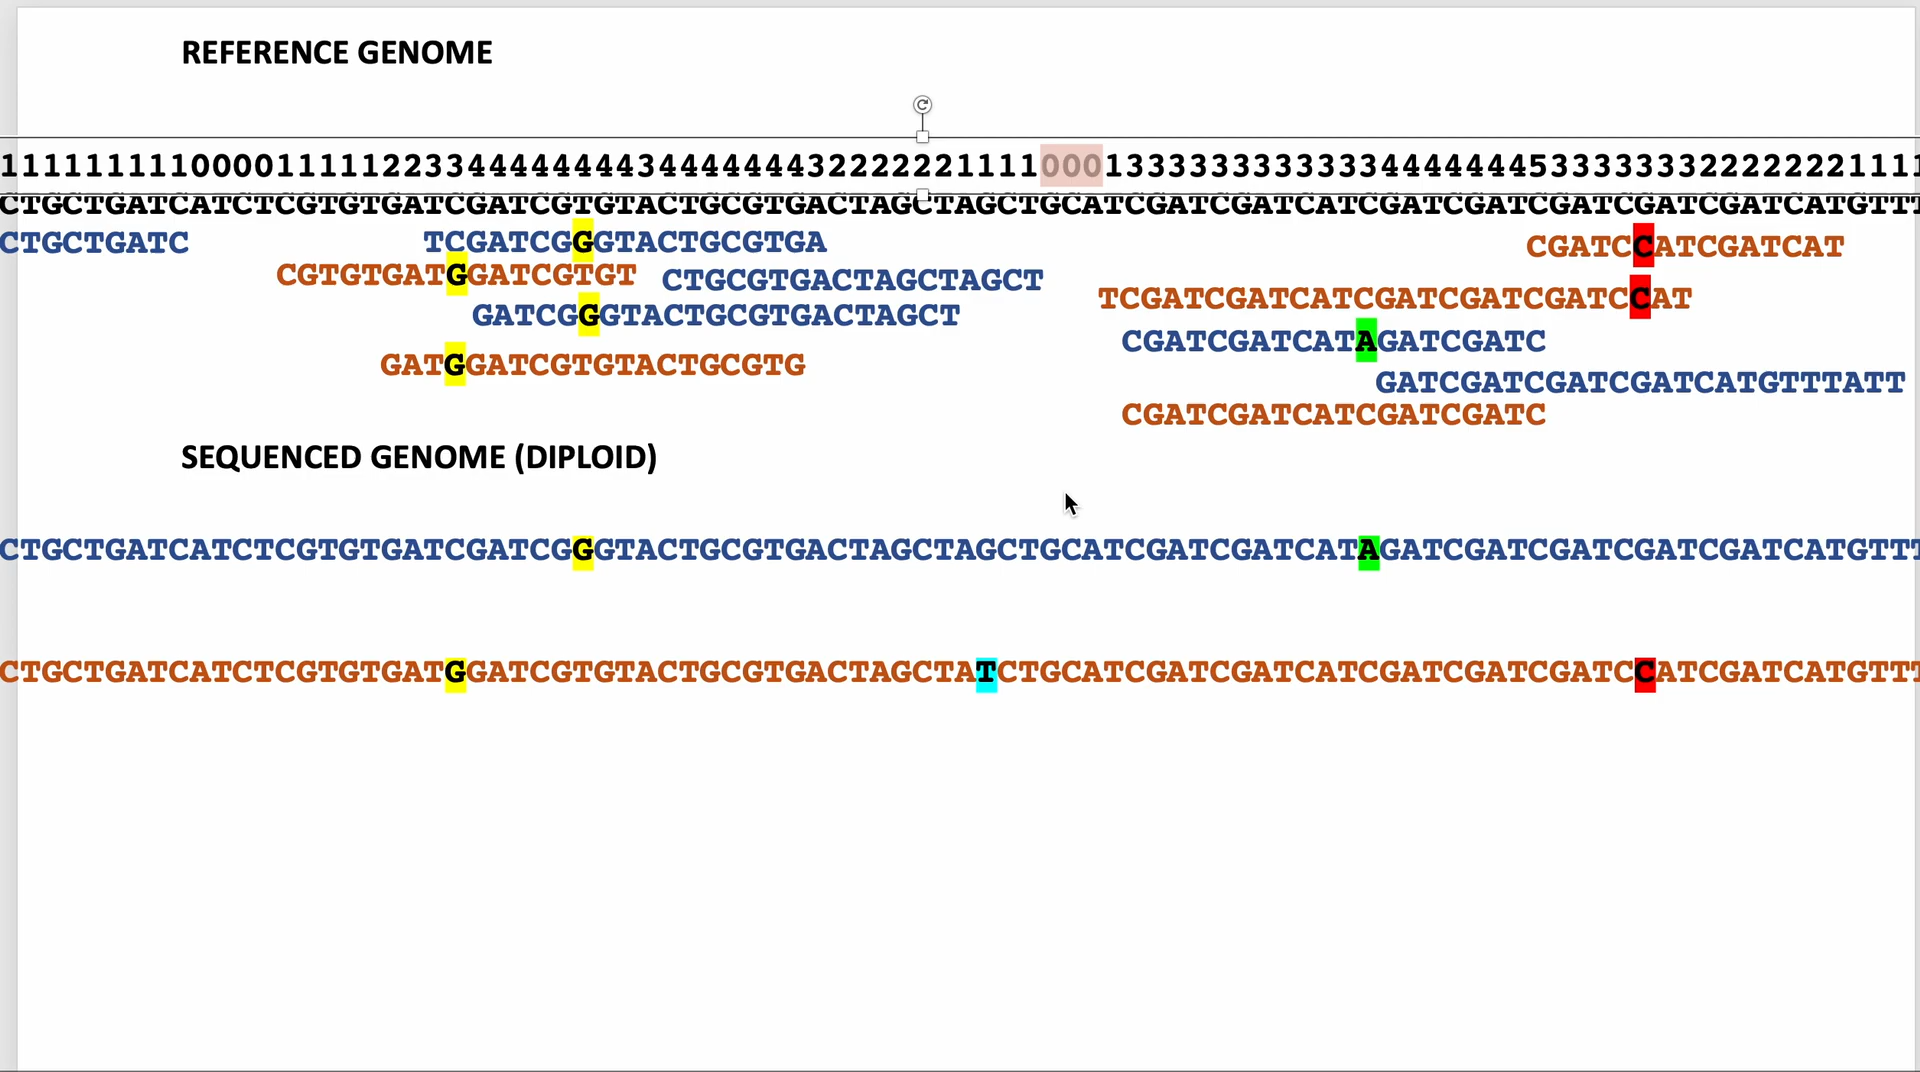 REFERENCE GENOME
1111111110000111112233444444443444444432222221111000133333333333344444445333333322222221111
CTGCTGATCATCTCGTGTGATCGATCGTGTACTGCGTGACTAGCTAGCTGCATCGATCGATCATCGATCGATCGATCGATCGATCATGTTT
CTGCTGATC TCGATCGGGTACTGCGTGA CGATCCATCGATCAT
CGTGTGATGGATCGTGT CTGCGTGACTAGCTAGCT
TCGATCGATCATCGATCGATCGATCCAT
GATCGGGTACTGCGTGACTAGCT
CGATCGATCATAGATCGATC
GATGGATCGTGTACTGCGTG
GATCGATCGATCGATCATGTTTATT
CGATCGATCATCGATCGATC
SEQUENCED GENOME (DIPLOID)
CTGCTGATCATCTCGTGTGATCGATCGGGTACTGCGTGACTAGCTAGCTGCATCGATCGATCATAGATCGATCGATCGATCGATCATGTTT
CTGCTGATCATCTCGTGTGATGGATCGTGTACTGCGTGACTAGCTATCTGCATCGATCGATCATCGATCGATCGATCCATCGATCATGTTT